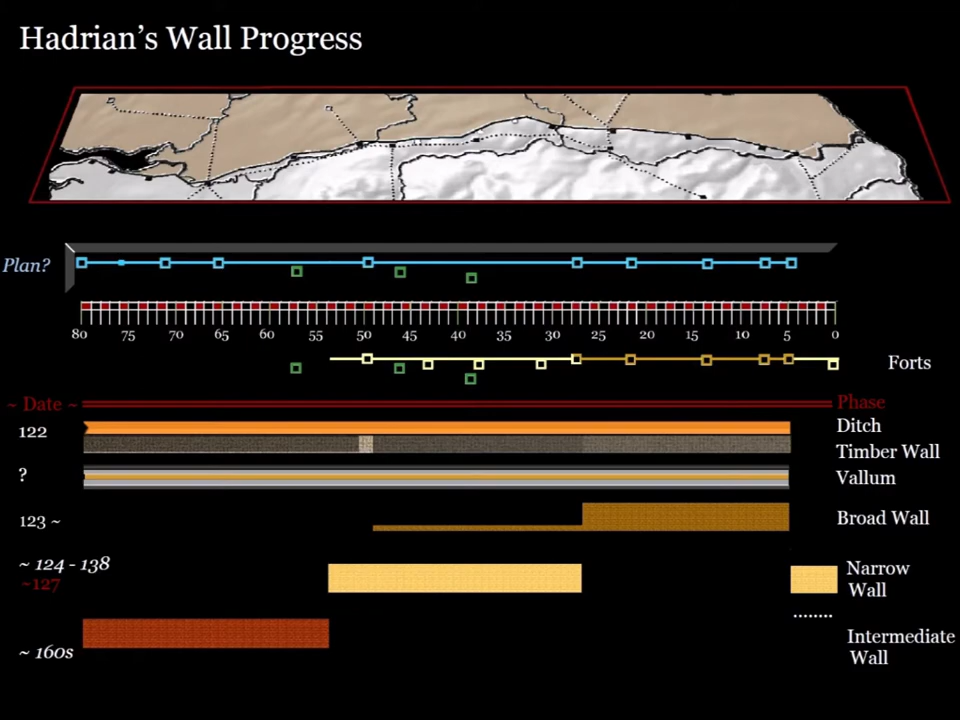 Hadrian's Wall Progress
Plan?
80 75 70 65 60 55 50 45 40 35 30 25 20 15 10 5 0
Forts
~ Date ~
Phase
122
Ditch
Timber Wall
?
Vallum
123 ~
Broad Wall
~ 124 - 138
~127
Narrow
Wall
~ 160s
Intermediate
Wall